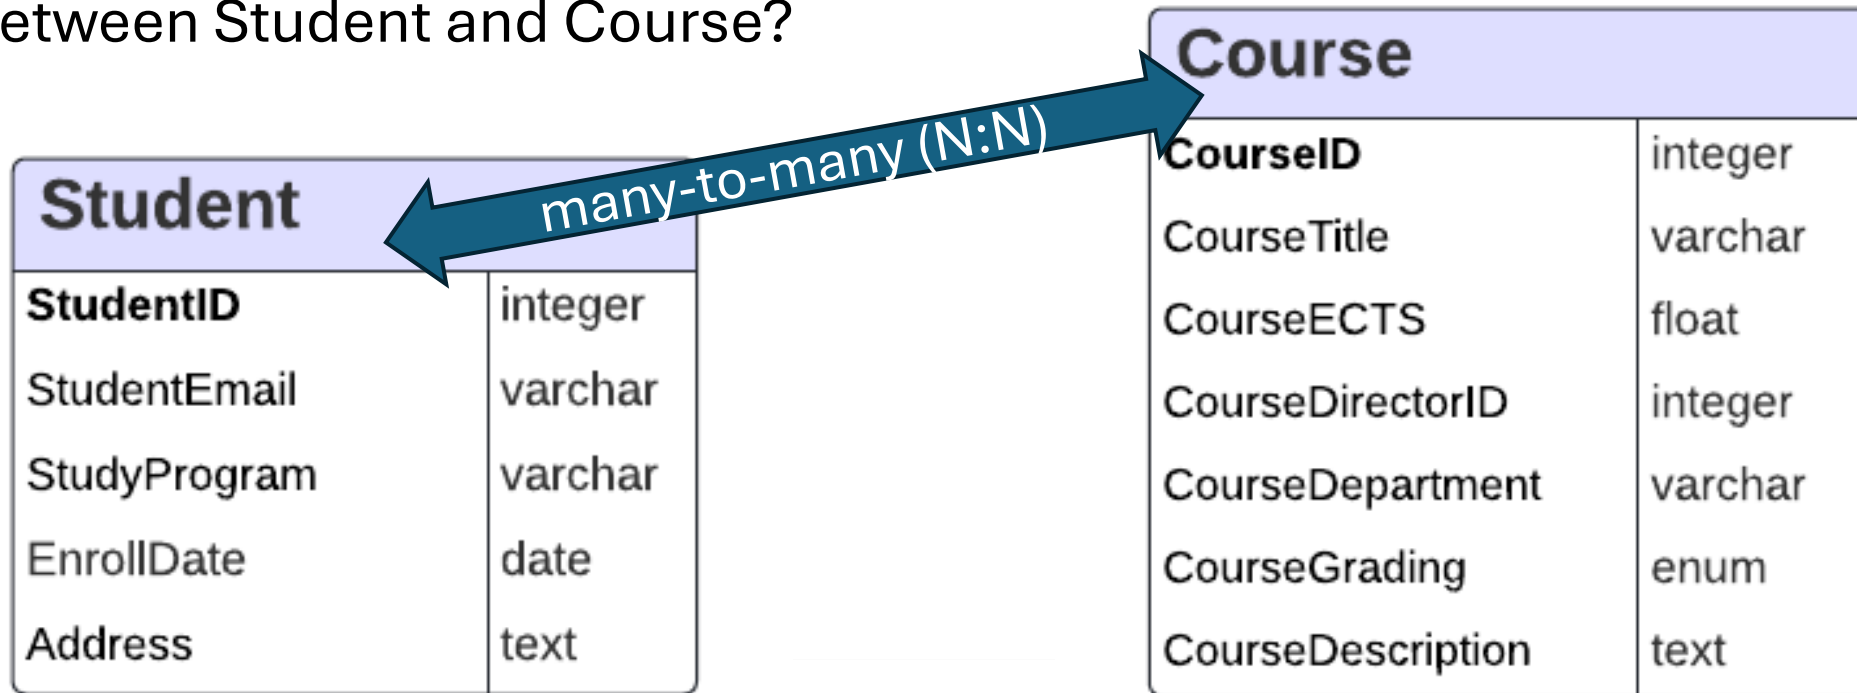 etween Student and Course?
many-to-many (N:N)
Student
StudentID integer
StudentEmail varchar
StudyProgram varchar
EnrollDate date
Address text
Course
CourseID integer
CourseTitle varchar
CourseECTS float
CourseDirectorID integer
CourseDepartment varchar
CourseGrading enum
CourseDescription text